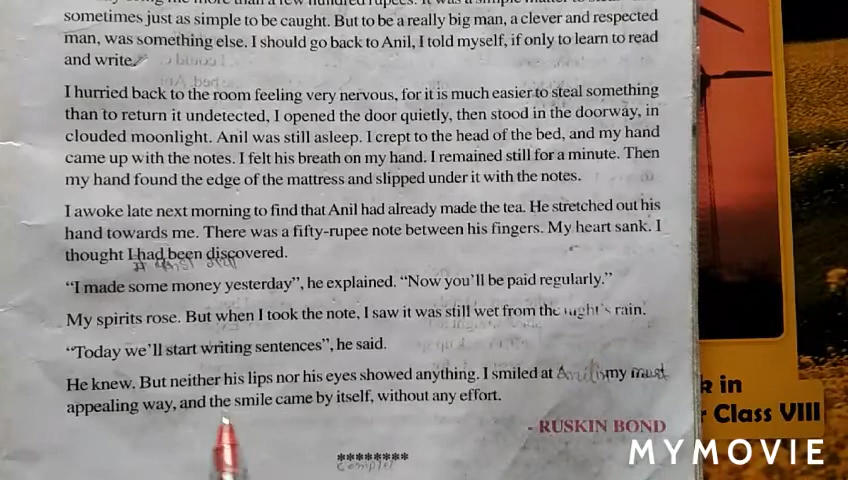 sometimes just as simple to be caught. But to be a really big man, a clever and respected
man, was something else. I should go back to Anil, I told myself, if only to learn to read
and write
I hurried back to the room feeling very nervous, for it is much easier to steal something
than to return it undetected, I opened the door quietly, then stood in the doorway, in
clouded moonlight. Anil was still asleep. I crept to the head of the bed, and my hand
came up with the notes. I felt his breath on my hand. I remained still for a minute. Then
my hand found the edge of the mattress and slipped under it with the notes.
I awoke late next morning to find that Anil had already made the tea. He stretched out his
hand towards me. There was a fifty-rupee note between his fingers. My heart sank. I
thought I had been discovered.
“I made some money yesterday”, he explained. “Now you’ll be paid regularly.”
My spirits rose. But when I took the note, I saw it was still wet from the night’s rain.
“Today we’ll start writing sentences”, he said.
He knew. But neither his lips nor his eyes showed anything. I smiled at Anil in my most
appealing way, and the smile came by itself, without any effort.
- RUSKIN BOND
********
k in
r Class VIII
MYMOVIE